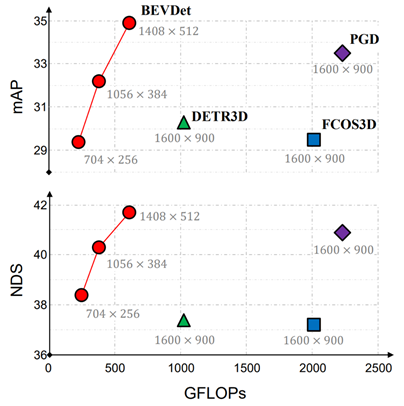 35
33
31
29
mAP
BEVDet
1408 × 512
1056 × 384
704 × 256
DETR3D
1600 × 900
PGD
1600 × 900
FCOS3D
1600 × 900
42
40
38
36
NDS
1408 × 512
1056 × 384
704 × 256
1600 × 900
1600 × 900
1600 × 900
0 500 1000 1500 2000 2500
GFLOPs